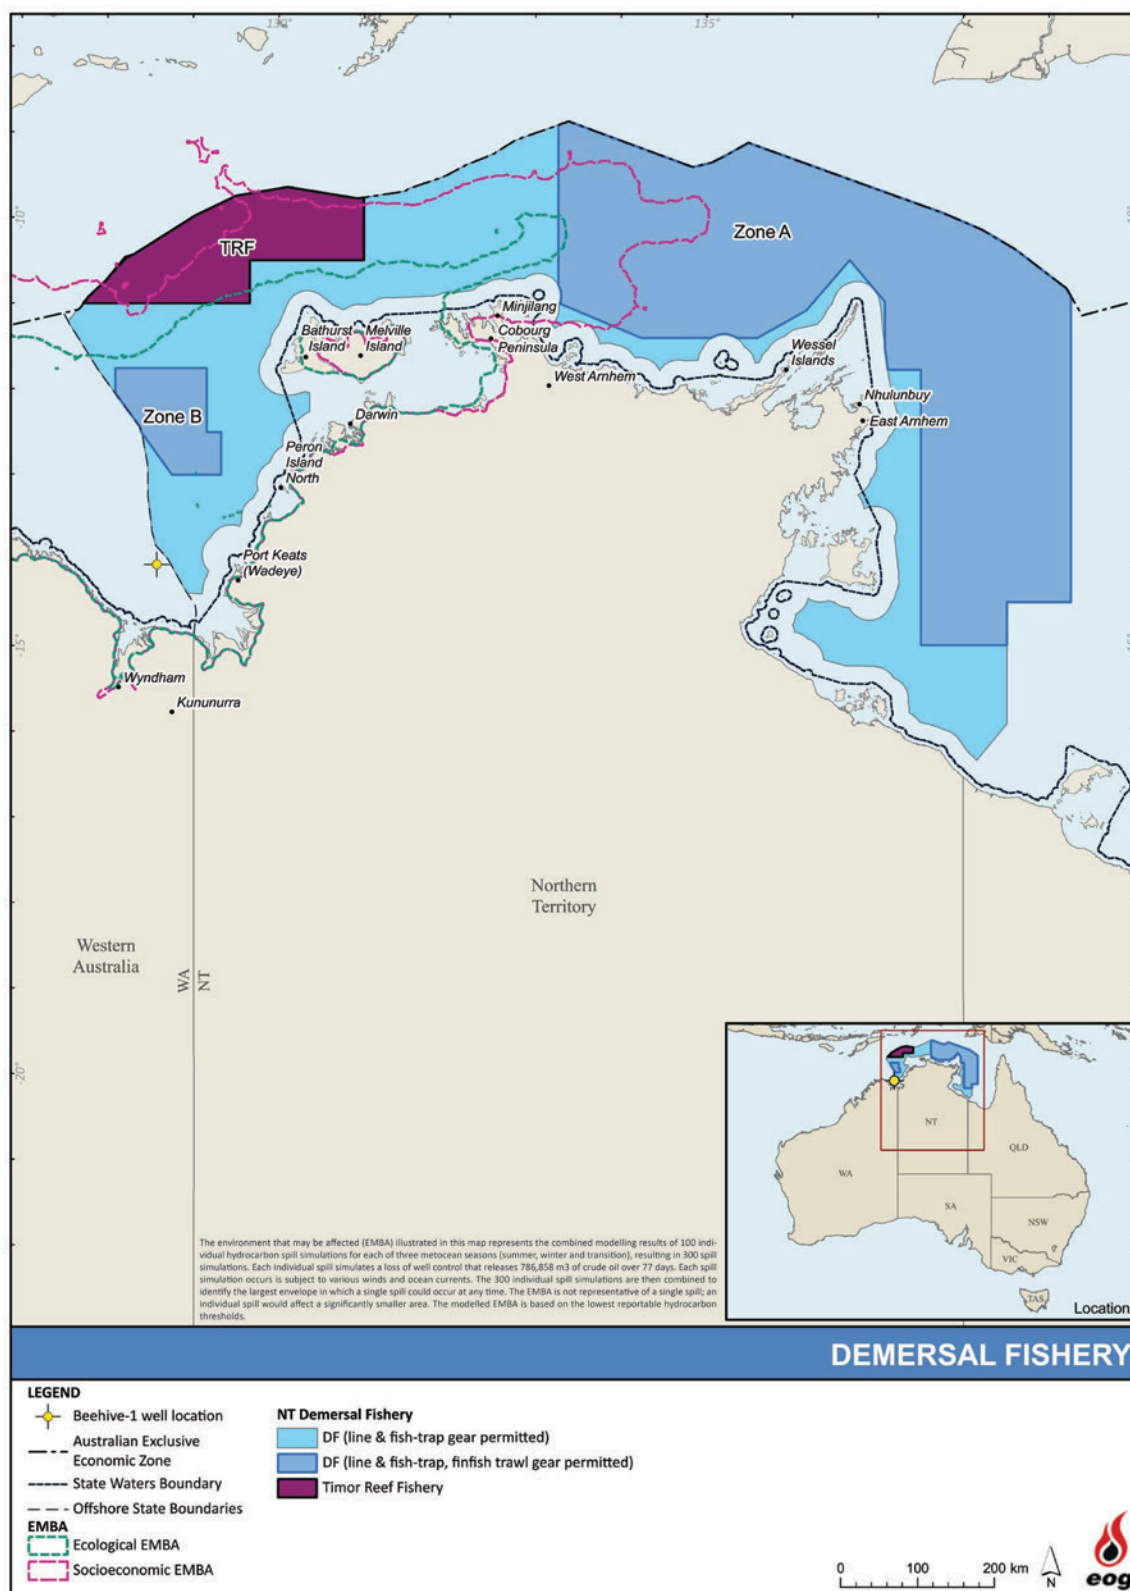 130°
135°
-10°
TRF
Zone A
Minjilang
Bathurst
Island
Melville
Island
Cobourg
Peninsula
Wessel
Islands
West Arnhem
Zone B
Nhulunbuy
Darwin
East Arnhem
Peron
Island
North
Port Keats
(Wadeye)
-15°
Wyndham
Kununurra
Northern
Territory
Western
Australia
WA
NT
-20°
NT
QLD
WA
SA
NSW
VIC
TAS
Location
The environment that may be affected (EMBA) illustrated in this map represents the combined modelling results of 100 indi-
vidual hydrocarbon spill simulations for each of three metocean seasons (summer, winter and transition), resulting in 300 spill
simulations. Each individual spill simulates a loss of well control that releases 786,858 m3 of crude oil over 77 days. Each spill
simulation occurs is subject to various winds and ocean currents. The 300 individual spill simulations are then combined to
identify the largest envelope in which a single spill could occur at any time. The EMBA is not representative of a single spill; an
individual spill would affect a significantly smaller area. The modelled EMBA is based on the lowest reportable hydrocarbon
thresholds.
DEMERSAL FISHERY
LEGEND
Beehive-1 well location
Australian Exclusive
Economic Zone
State Waters Boundary
Offshore State Boundaries
EMBA
Ecological EMBA
Socioeconomic EMBA
NT Demersal Fishery
DF (line & fish-trap gear permitted)
DF (line & fish-trap, finfish trawl gear permitted)
Timor Reef Fishery
0 100 200 km
N
eog